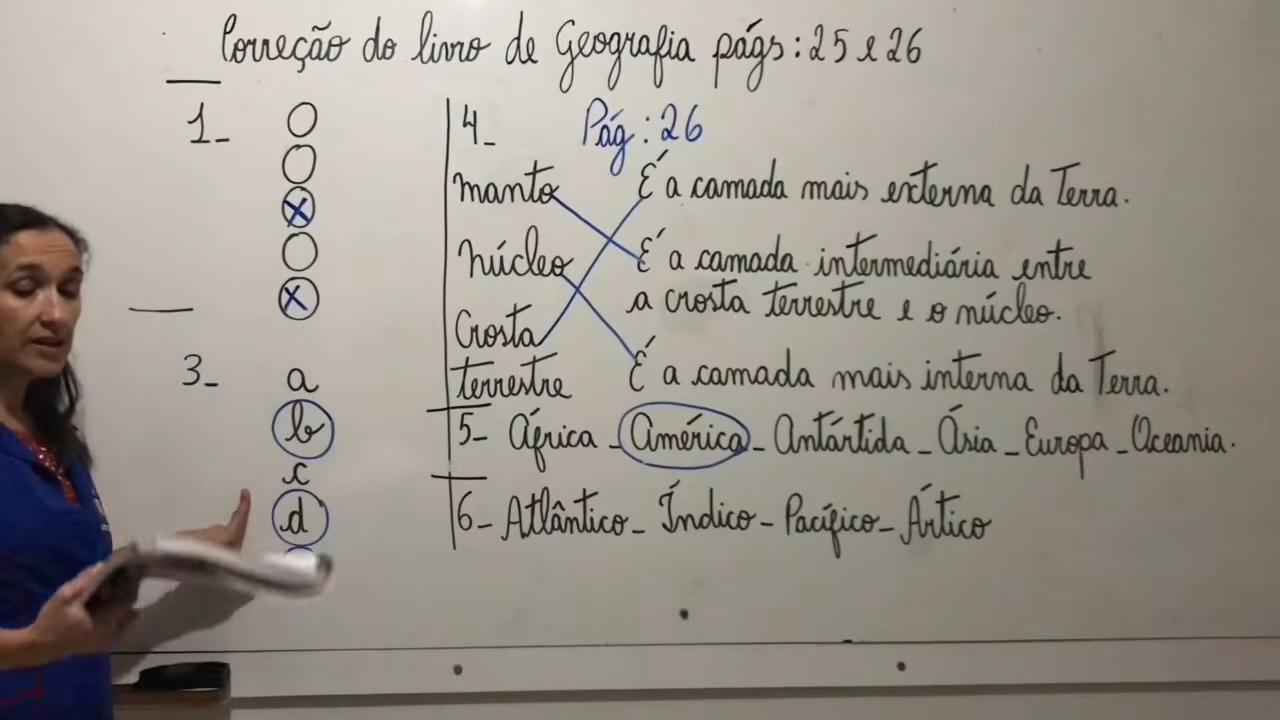 Correção do livro de Geografia págs: 25 e 26
1_
3_
a
b
c
d
4_ Pág: 26
manto É a camada mais externa da Terra.
núcleo É a camada intermediária entre
a crosta terrestre e o núcleo.
Crosta
terrestre É a camada mais interna da Terra.
5_ África _ América _ Antártida _ Ásia _ Europa _ Oceania.
6_ Atlântico _ Índico _ Pacífico _ Ártico